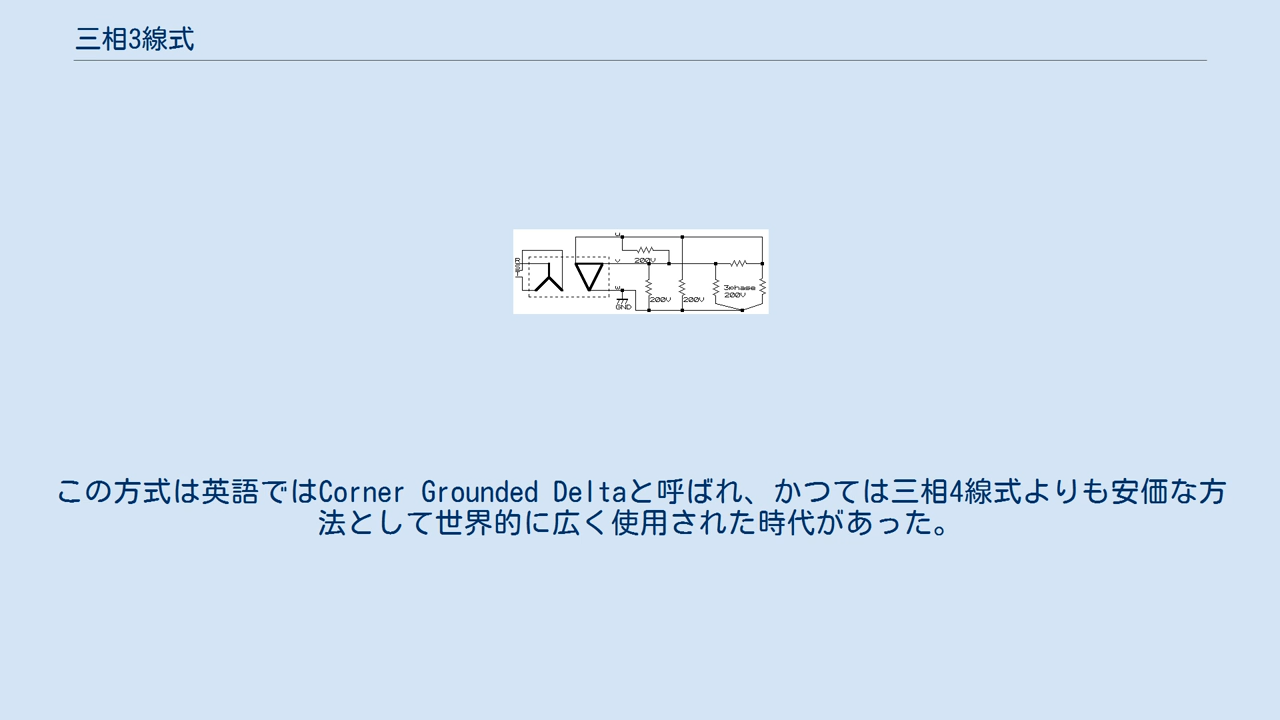 三相3線式
u
200V
v
w
GND
200V
200V
3phase
200V
この方式は英語ではCorner Grounded Deltaと呼ばれ、かつては三相4線式よりも安価な方
法として世界的に広く使用された時代があった。